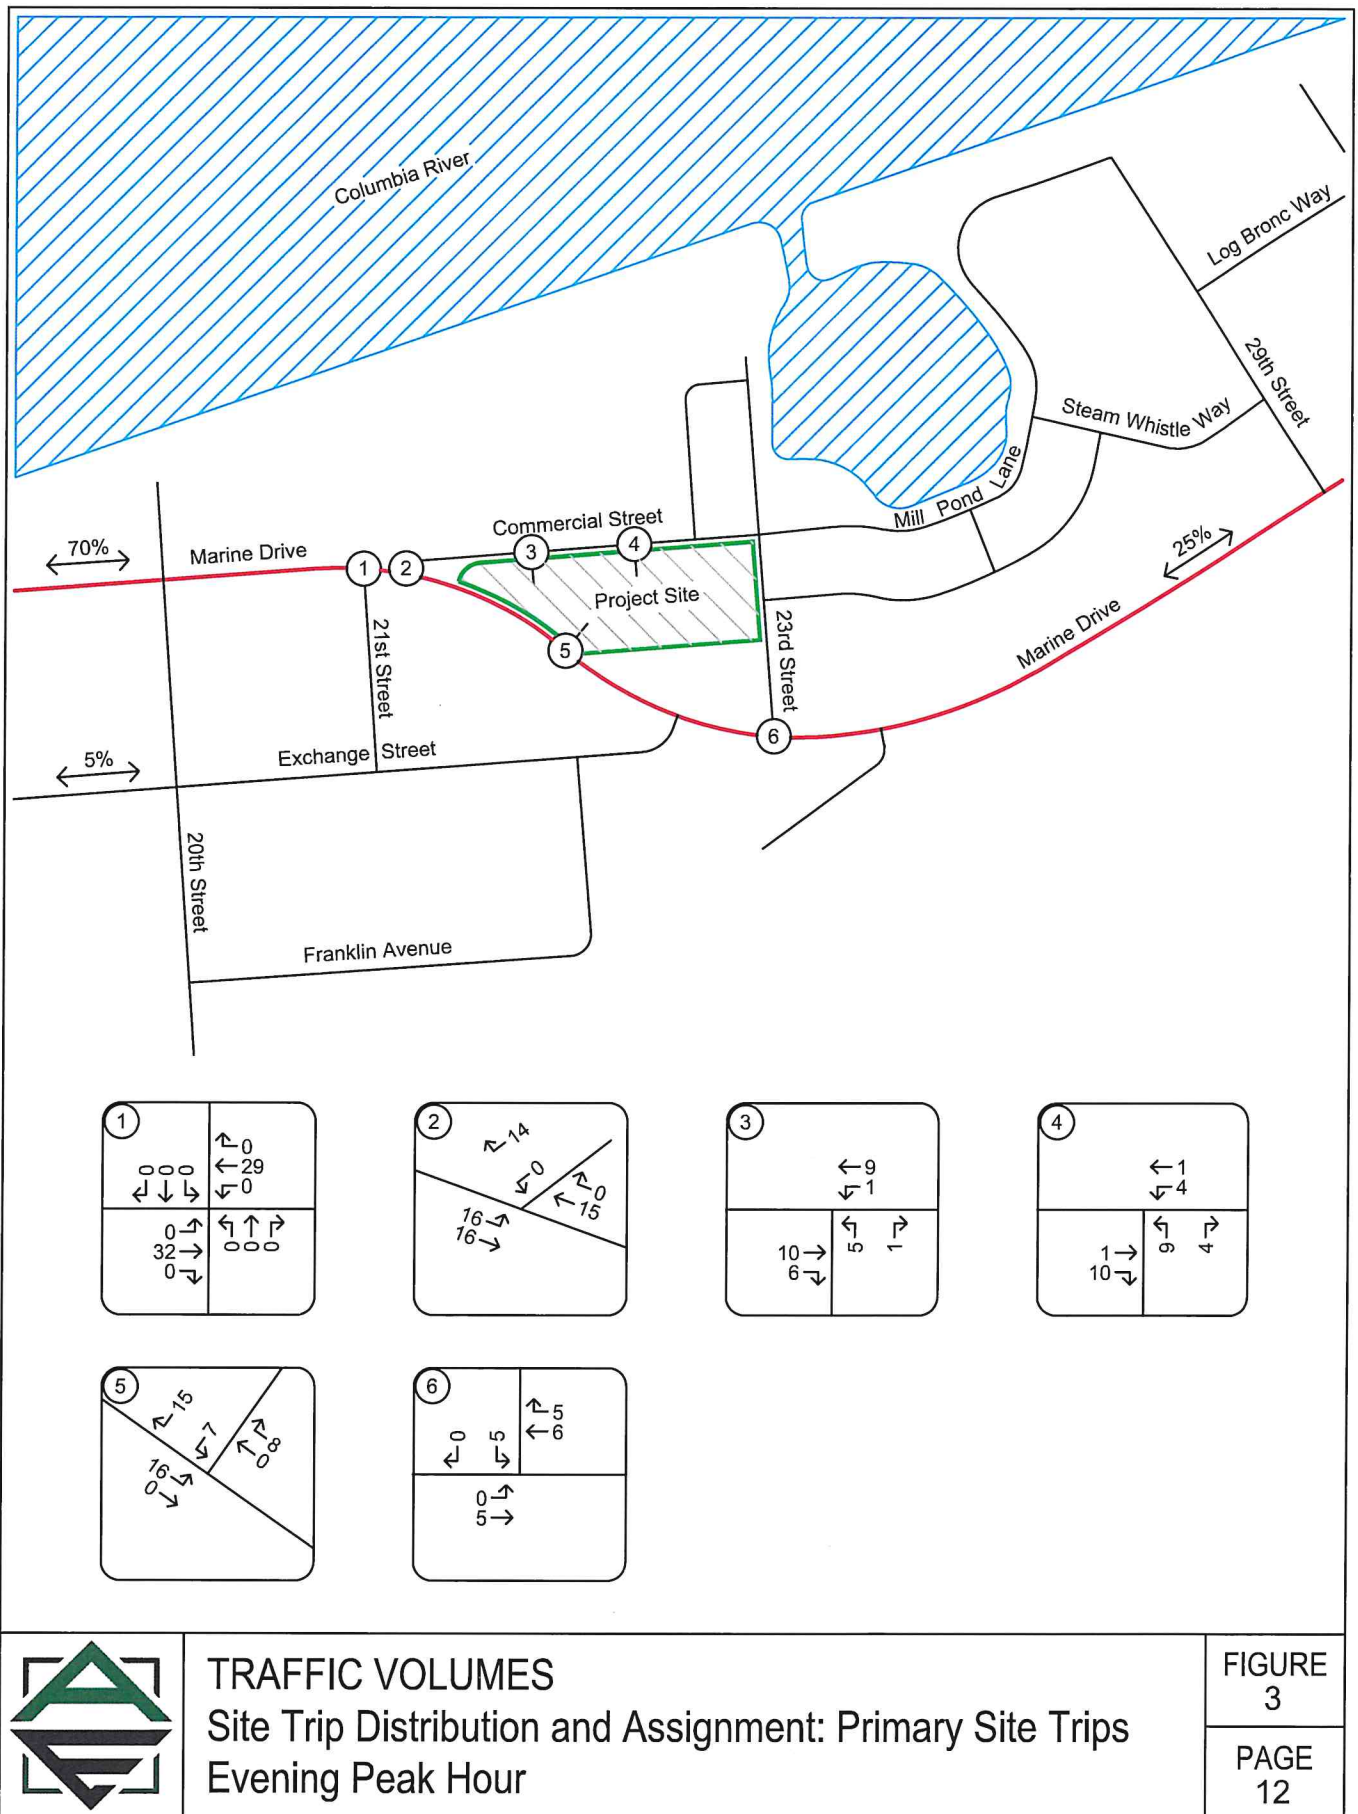 Columbia River
Log Bronc Way
29th Street
Steam Whistle Way
Mill Pond Lane
Commercial Street
70%
Marine Drive
1
2
3
4
25%
Project Site
21st Street
23rd Street
5
Marine Drive
6
Exchange Street
5%
20th Street
Franklin Avenue
1
0 0 0
0
29
0
0
32
0
0 0 0
2
14
0
0
15
16
16
3
9
1
10
6
5 1
4
1
4
1
10
9 4
5
15
7
8
0
16
0
6
0 5
5
6
0
5
TRAFFIC VOLUMES
Site Trip Distribution and Assignment: Primary Site Trips
Evening Peak Hour
FIGURE
3
PAGE
12